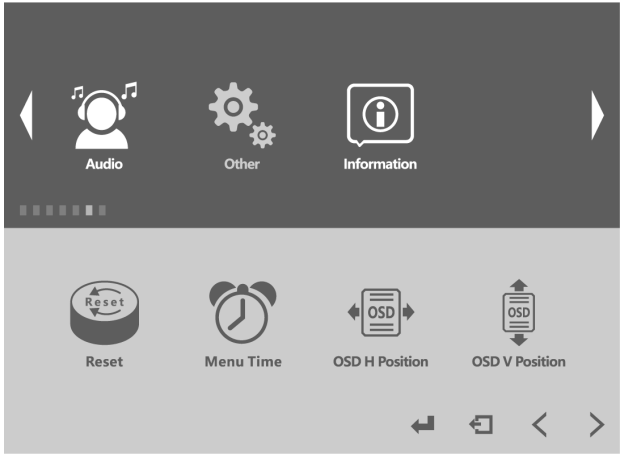 Audio
Other
Information
Reset
OSD
OSD
Reset
Menu Time
OSD H Position
OSD V Position